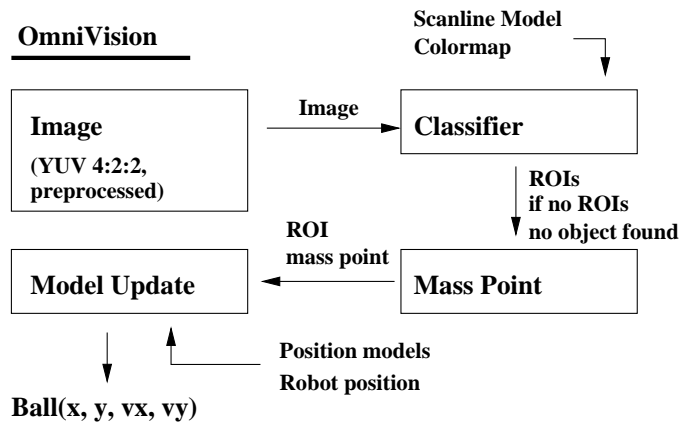 OmniVision
Scanline Model
Colormap
Image
(YUV 4:2:2,
preprocessed)
Image
Classifier
ROIs
if no ROIs
no object found
ROI
mass point
Model Update
Mass Point
Position models
Robot position
Ball(x, y, vx, vy)